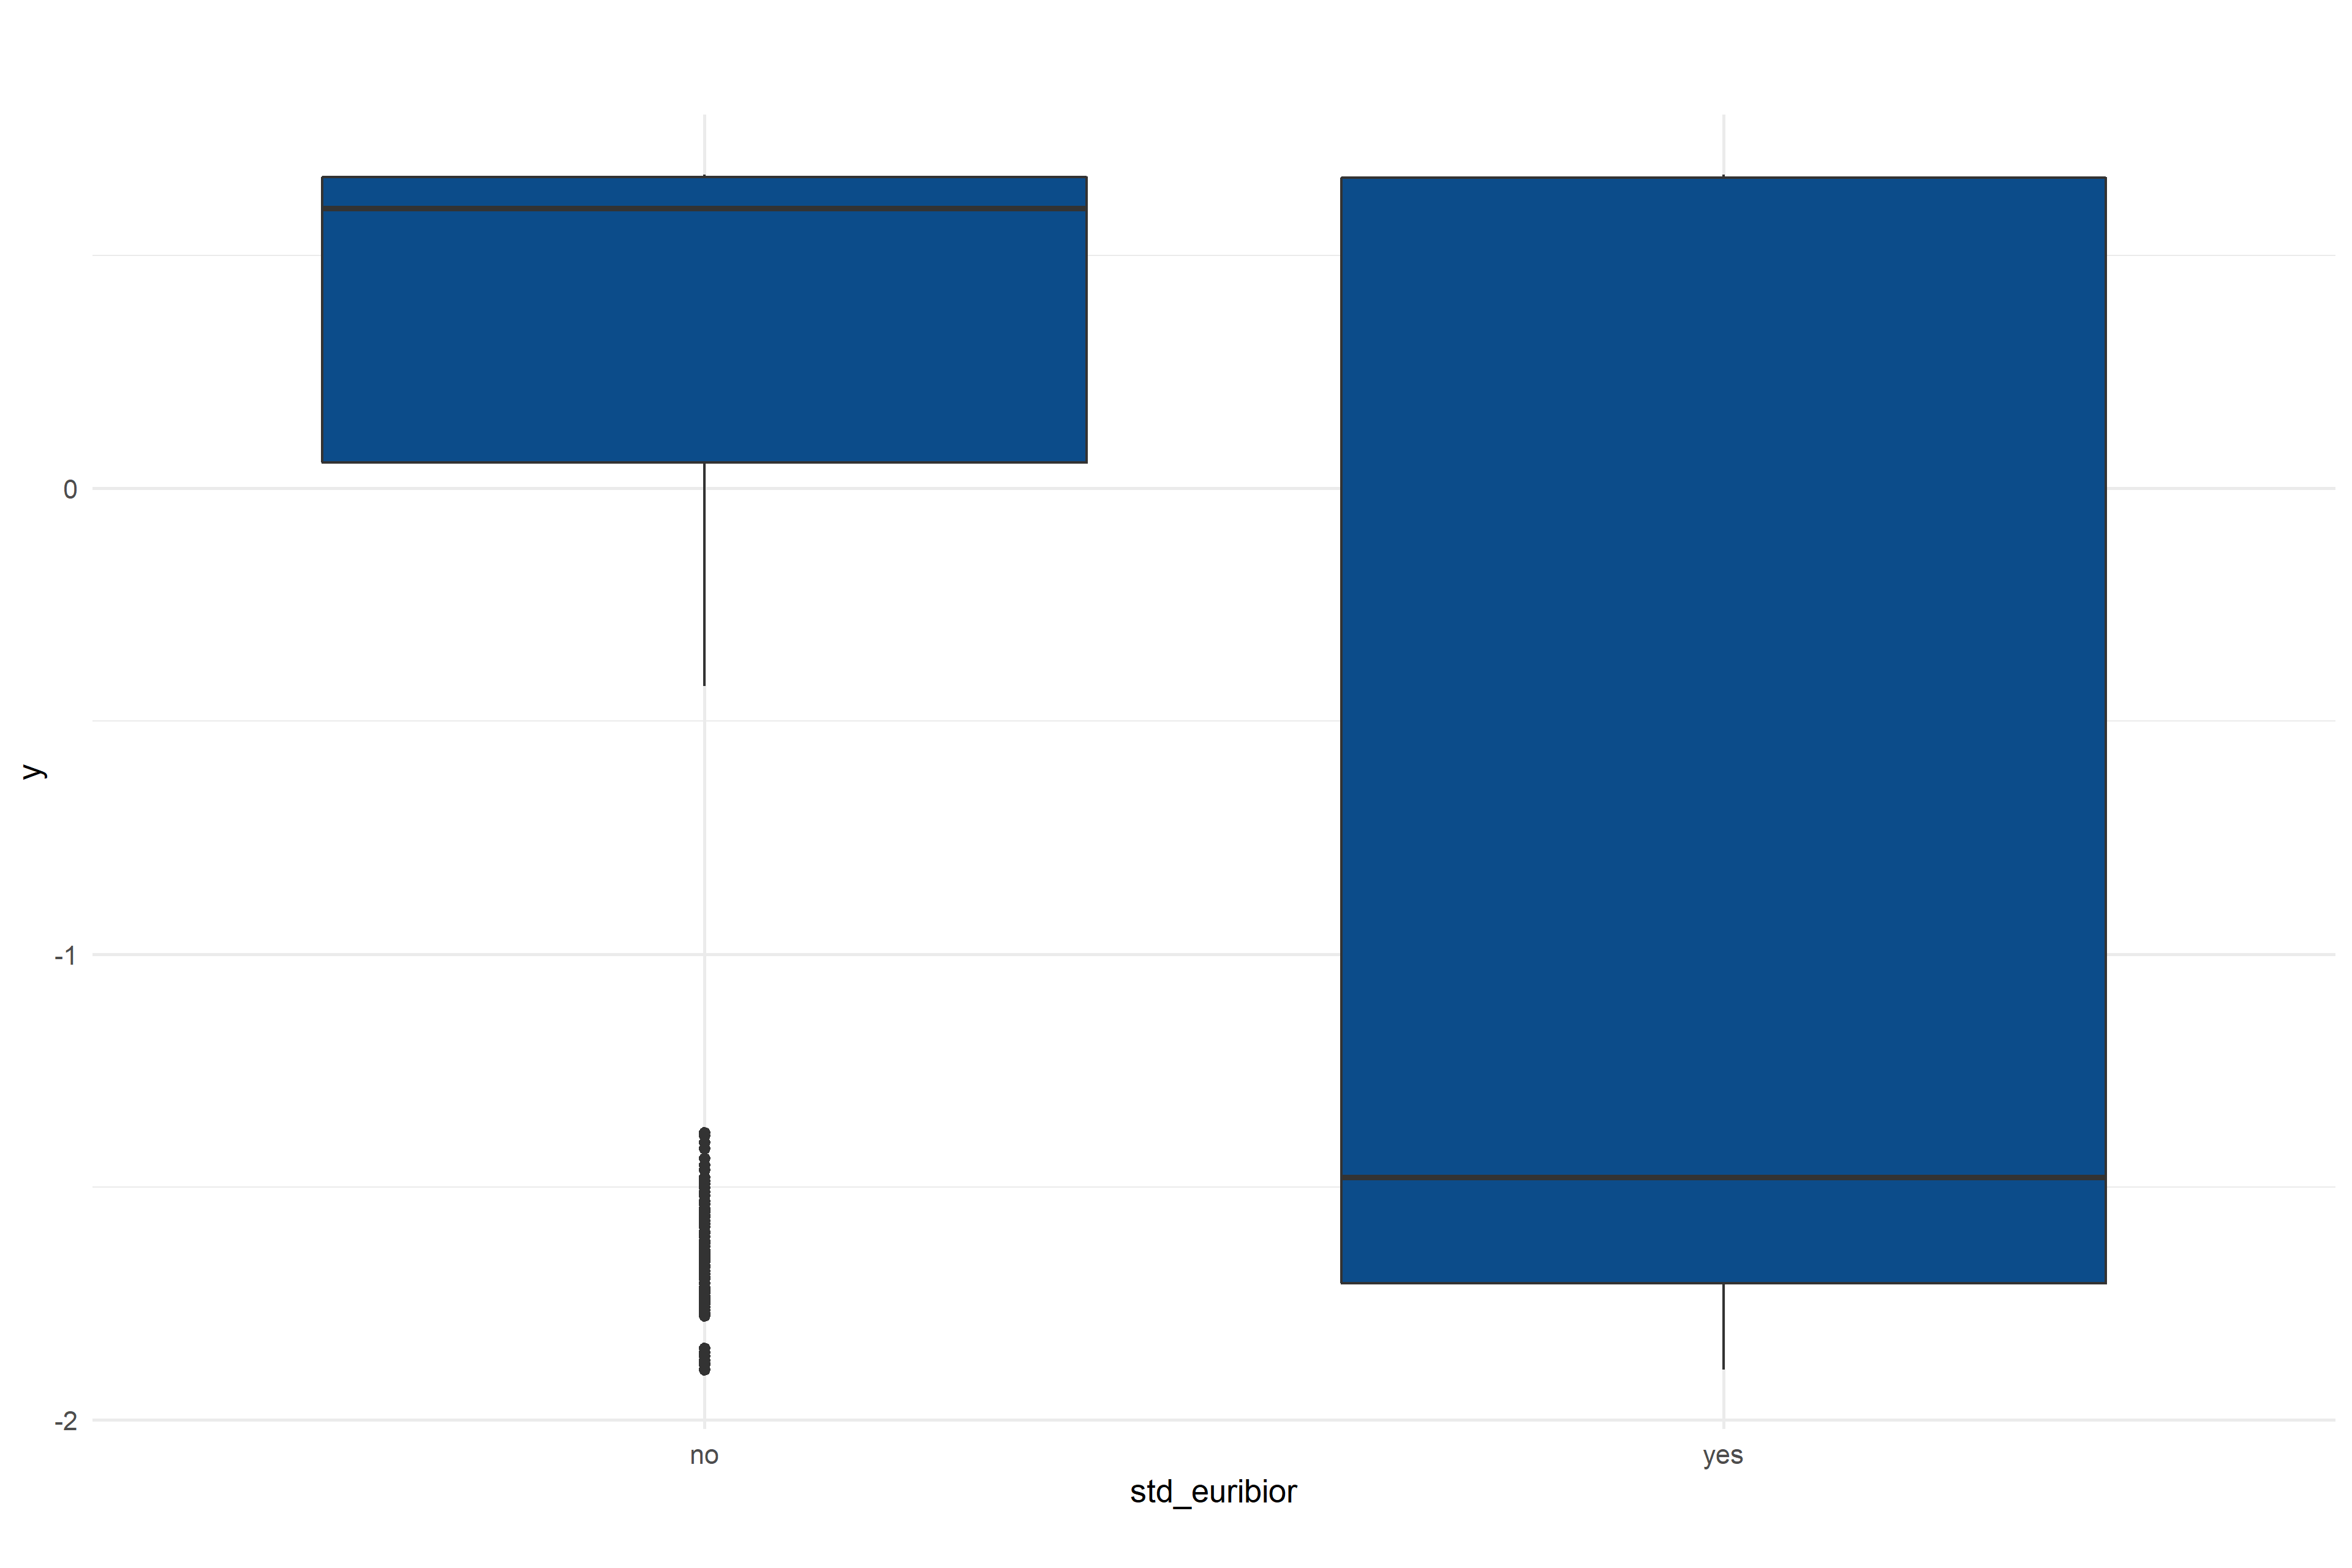 0
-1
-2
y
no
yes
std_euribior